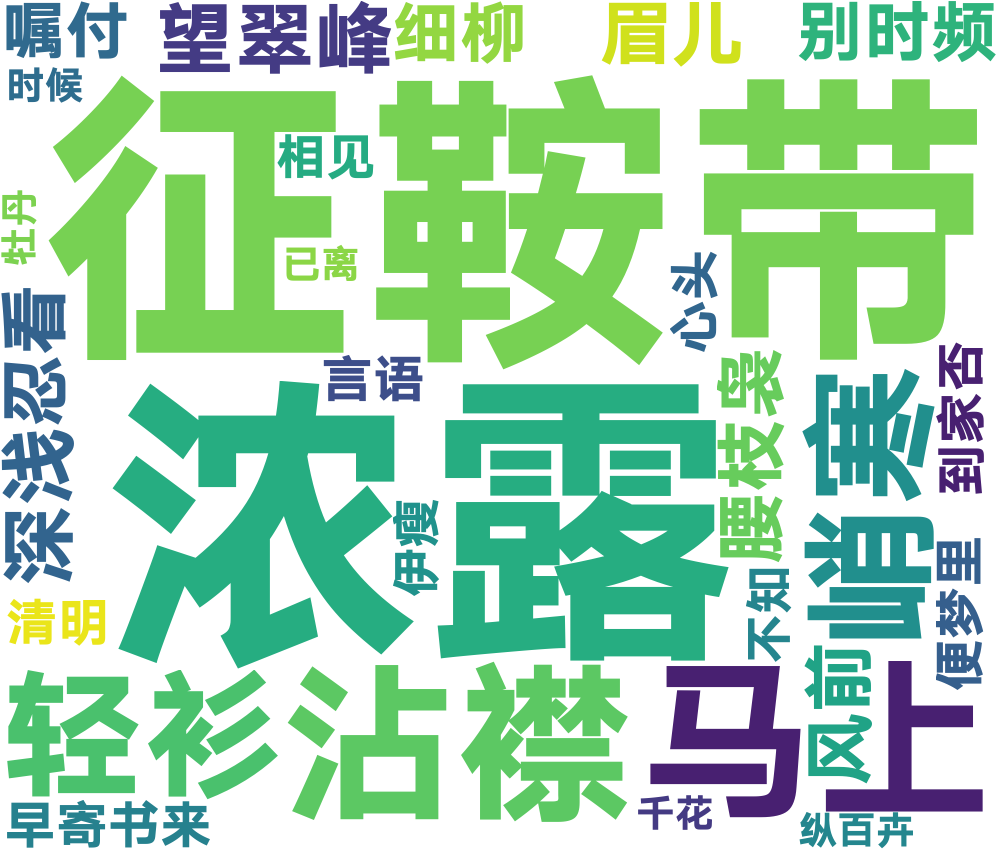 嘱付
望翠峰
细柳
眉儿
别时频
时候
征鞍带
相见
牡丹
已离
心头
深浅忍看
言语
浓露
伊瘦
腰枝袅
寒悄
到家否
不知
便梦里
清明
轻衫沾襟
马上
风前
早寄书来
千花
纵百卉